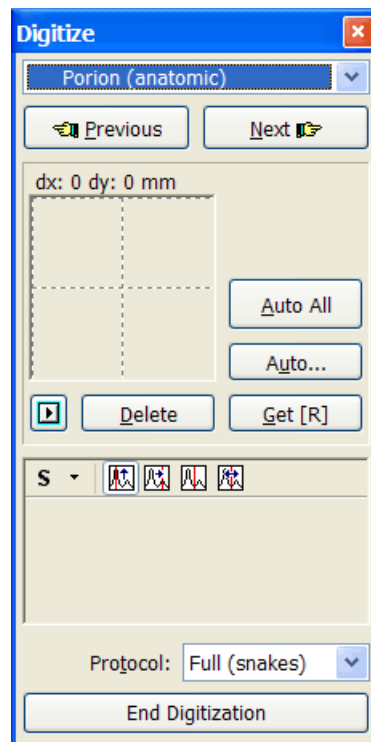 Digitize
Porion (anatomic)
Previous Next
dx: 0 dy: 0 mm
Auto All
Auto...
Delete Get [R]
S
Protocol: Full (snakes)
End Digitization